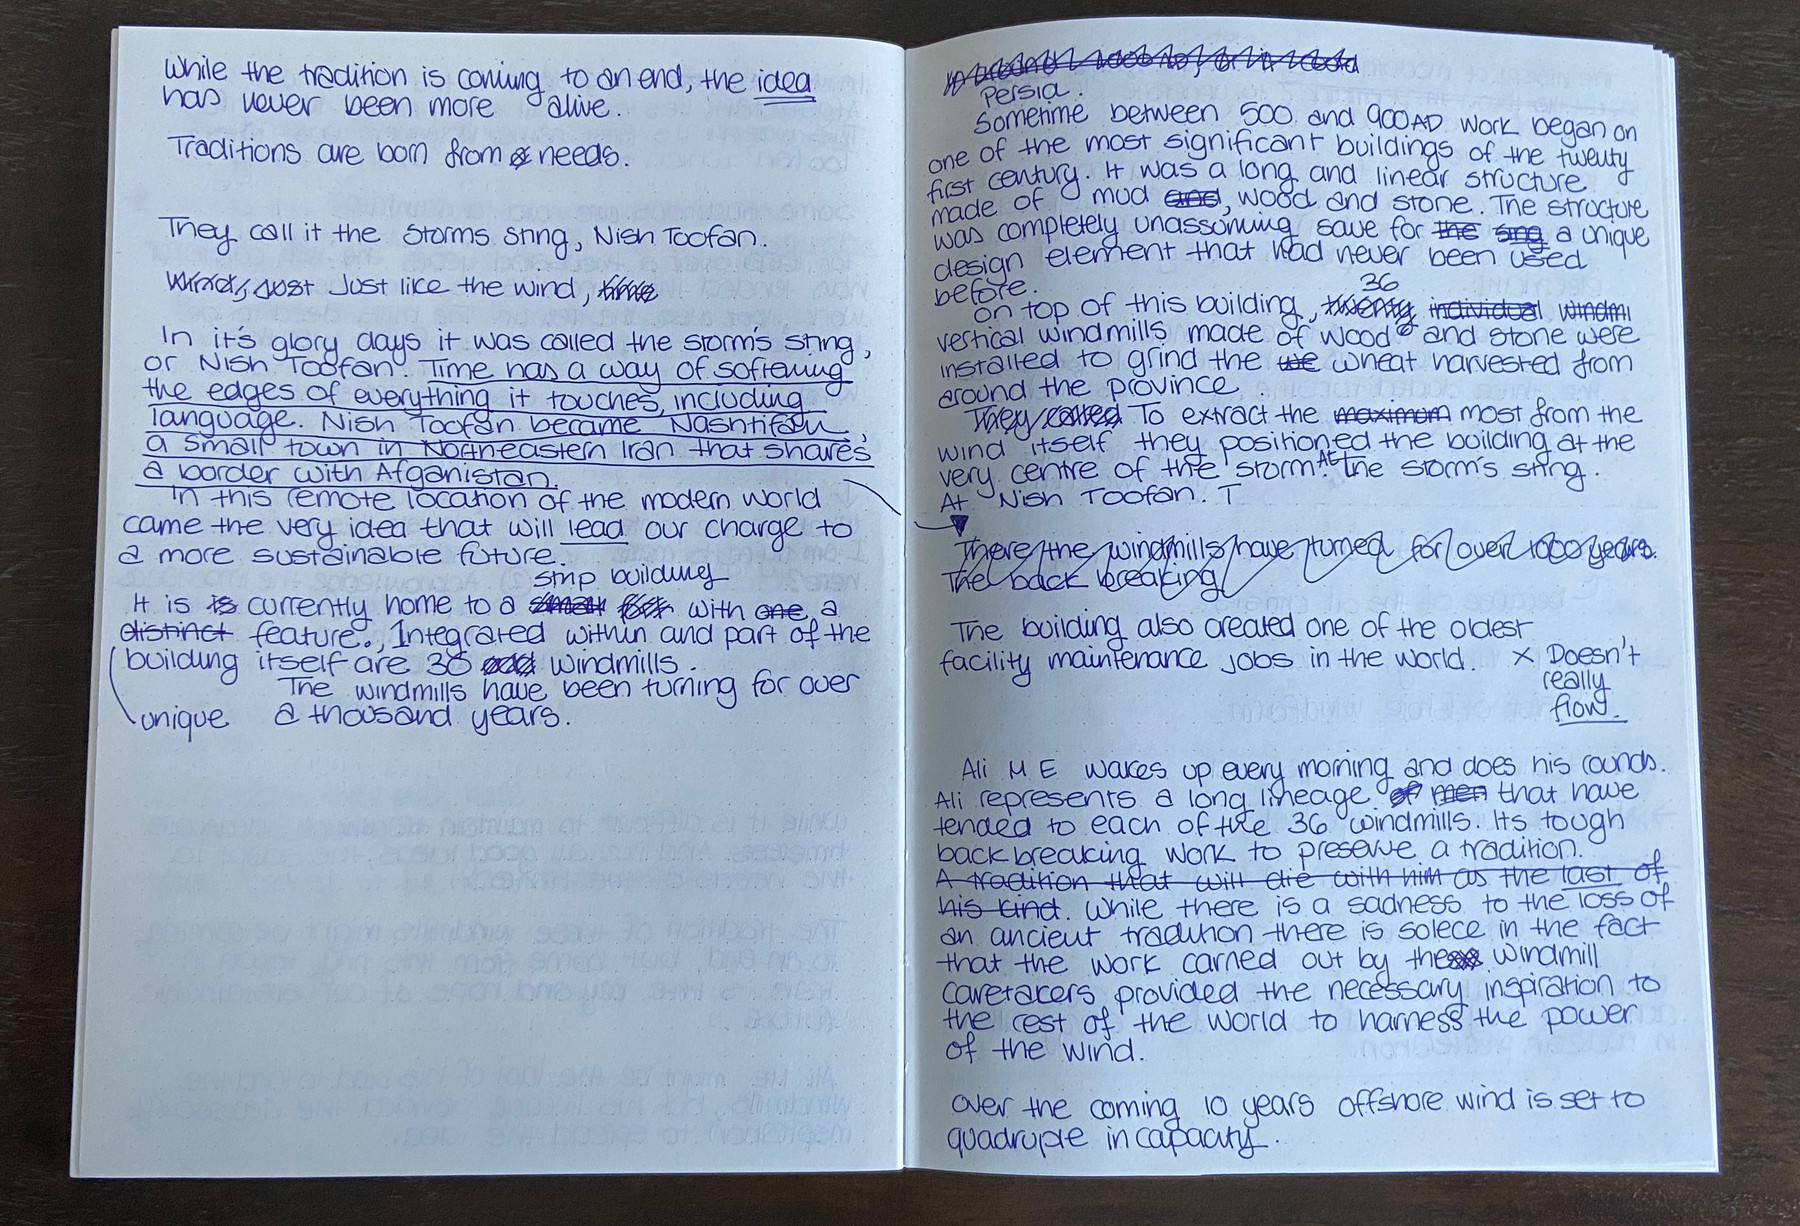 while the tradition is coming to an end, the idea
has never been more alive.
Traditions are born from needs.
They call it the storms sting, Nish Toofan.
Just like the wind, time
In it's glory days it was called the storm's sting,
or Nish Toofan. Time has a way of softening
the edges of everything it touches, including
language. Nish Toofan became Nashtifan,
a small town in Northeastern Iran that shares
a border with Afganistan.
In this remote location of the modern world
came the very idea that will lead our charge to
a more sustainable future.
strip building
It is is currently home to a small with one, a
distinct feature., Integrated within and part of the
building itself are 36 windmills.
The windmills have been turning for over
unique a thousand years.
Persia.
Sometime between 500 and 900AD work began on
one of the most significant buildings of the twenty
first century. It was a long and linear structure
made of mud and, wood and stone. The structure
was completely unassoming save for the sing a unique
design element that had never been used
before.
36
on top of this building, twenty individual windmi
vertical windmills made of wood and stone were
installed to grind the we wheat harvested from
around the province
They called To extract the maximum most from the
wind itself they positioned the building at the
very centre of the storm. At the storm's sting.
At Nish Toofan. T
There the windmills have turned for over 1000 years.
The back breaking
The building also created one of the oldest
facility maintenance jobs in the world. x Doesn't
really
flow.
Ali M E wakes up every morning and does his rounds.
Ali represents a long lineage of men that have
tended to each of the 36 windmills. Its tough
back breaking work to preserve a tradition.
A tradition that will die with him as the last of
his kind. While there is a sadness to the loss of
an ancient tradition there is solece in the fact
that the work carried out by these windmill
caretakers provided the necessary inspiration to
the rest of the world to harness the power
of the wind.
Over the coming 10 years offshore wind is set to
quadruple in capacity.